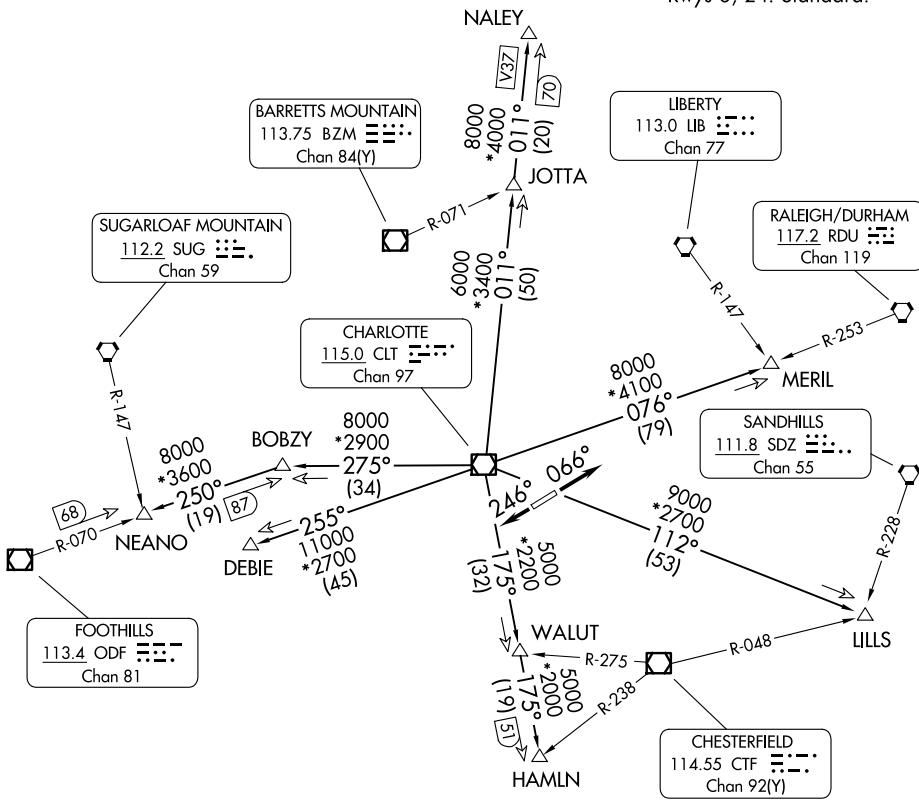 Rwys 6, 24: Standard.
NALEY
V37
70
8000
*4000
011°
(20)
BARRETTS MOUNTAIN
113.75 BZM
Chan 84(Y)
LIBERTY
113.0 LIB
Chan 77
JOTTA
R-071
SUGARLOAF MOUNTAIN
112.2 SUG
Chan 59
RALEIGH/DURHAM
117.2 RDU
Chan 119
6000
*3400
011°
(50)
R-147
R-253
CHARLOTTE
115.0 CLT
Chan 97
MERIL
R-147
8000
*4100
076°
(79)
SANDHILLS
111.8 SDZ
Chan 55
BOBZY
8000
*2900
275°
(34)
8000
*3600
250°
(19)
87
066°
246°
68
R-070
NEANO
255°
11000
*2700
(45)
DEBIE
9000
*2700
112°
(53)
R-228
5000
*2200
175°
(32)
FOOTHILLS
113.4 ODF
Chan 81
WALUT
R-275
R-048
LILLS
5000
*2000
175°
(19)
51
R-238
HAMLN
CHESTERFIELD
114.55 CTF
Chan 92(Y)